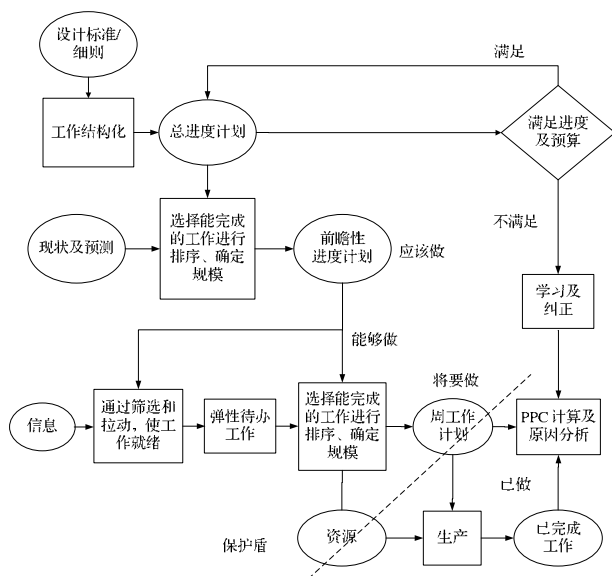 设计标准/
细则
满足
工作结构化
总进度计划
满足进度
及预算
不满足
现状及预测
选择能完成
的工作进行
排序、确定
规模
前瞻性
进度计划
应该做
学习及
纠正
能够做
将要做
信息
通过筛选和
拉动，使工
作就绪
弹性待办
工作
选择能完成
的工作进行
排序、确定
规模
周工作
计划
PPC 计算及
原因分析
已做
保护盾
资源
生产
已完成
工作